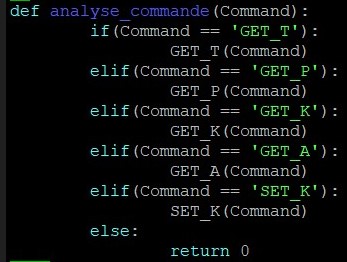 def analyse_commande(Command):
        if(Command == 'GET_T'):
                GET_T(Command)
        elif(Command == 'GET_P'):
                GET_P(Command)
        elif(Command == 'GET_K'):
                GET_K(Command)
        elif(Command == 'GET_A'):
                GET_A(Command)
        elif(Command == 'SET_K'):
                SET_K(Command)
        else:
                return 0